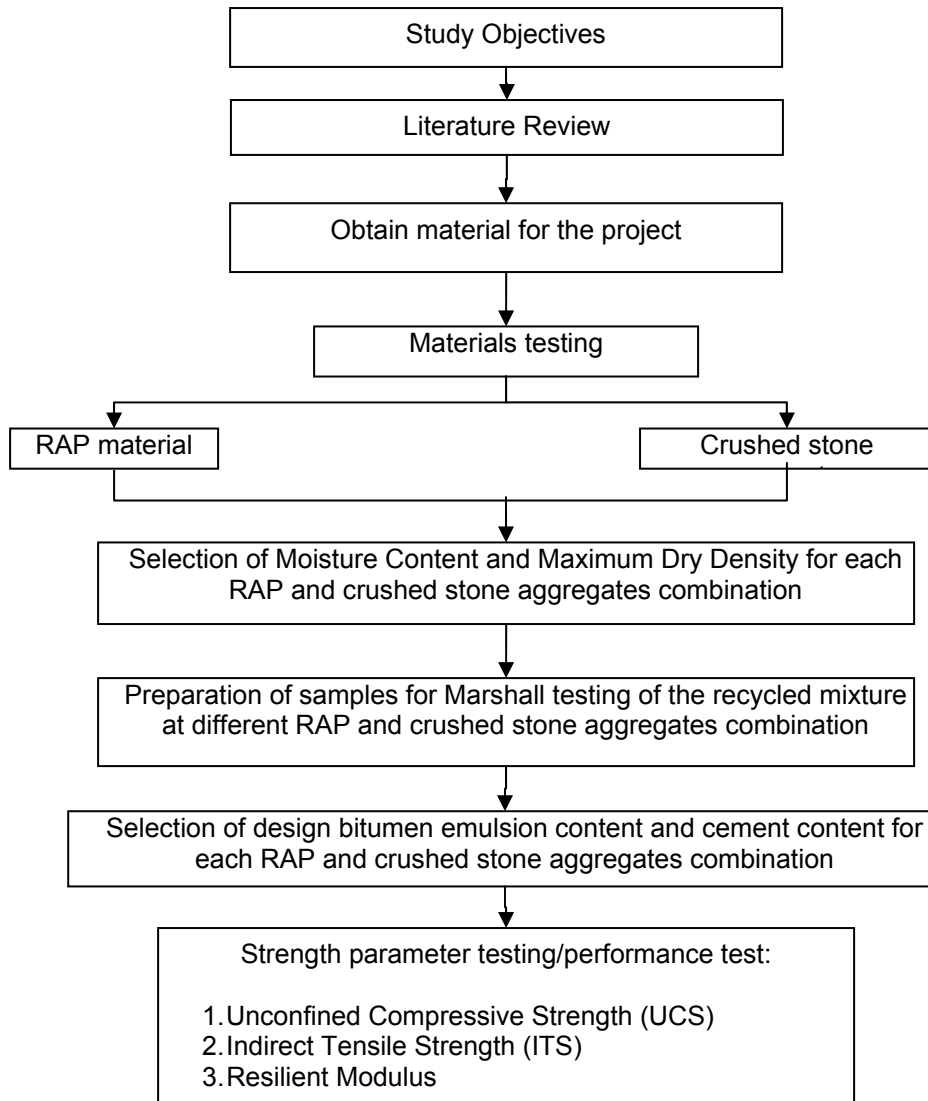 Study Objectives
Literature Review
Obtain material for the project
Materials testing
RAP material
Crushed stone
Selection of Moisture Content and Maximum Dry Density for each
RAP and crushed stone aggregates combination
Preparation of samples for Marshall testing of the recycled mixture
at different RAP and crushed stone aggregates combination
Selection of design bitumen emulsion content and cement content for
each RAP and crushed stone aggregates combination
Strength parameter testing/performance test:
1.Unconfined Compressive Strength (UCS)
2.Indirect Tensile Strength (ITS)
3.Resilient Modulus